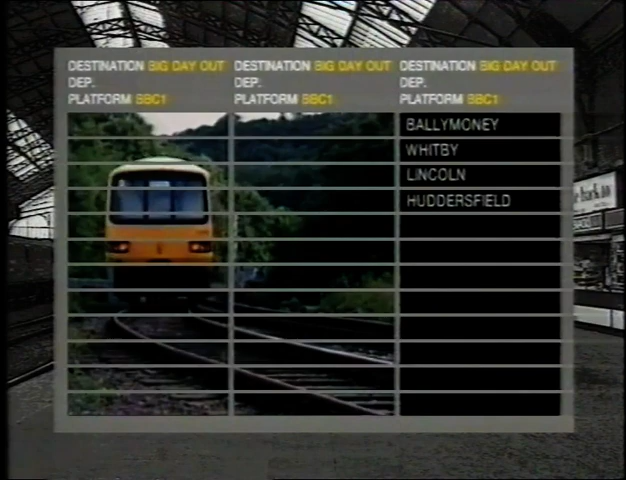 DESTINATION BIG DAY OUT
DEP.
PLATFORM BBC1
DESTINATION BIG DAY OUT
DEP.
PLATFORM BBC1
DESTINATION BIG DAY OUT
DEP.
PLATFORM BBC1
BALLYMONEY
WHITBY
LINCOLN
HUDDERSFIELD